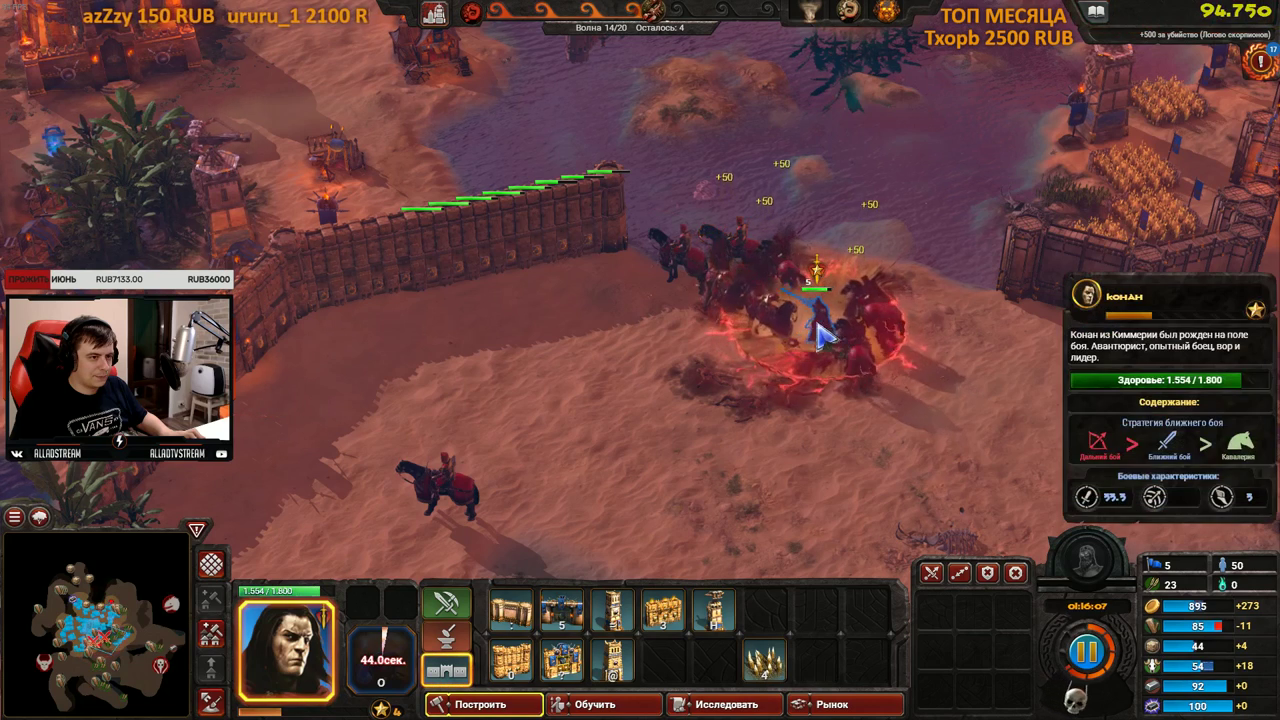 azZzy 150 RUB ururu_1 2100 R
Волна 14/20 Осталось: 4
ТОП МЕСЯЦА
Txopb 2500 RUB
94.750
+500 за убийство (Логово скорпионов)
17
+50
+50
+50
+50
+50
5
ПРОЖИТЬ ИЮНЬ RUB7133.00 RUB36000
VANS
ALLADSTREAM ALLADTVSTREAM
КОНАН
Конан из Киммерии был рожден на поле
боя. Авантюрист, опытный боец, вор и
лидер.
Здоровье: 1.554 / 1.800
Содержание:
Стратегия ближнего боя
Дальний бой > Ближний бой > Кавалерия
Боевые характеристики:
55.5 5
1.554 / 1.800
44.0сек.
O
4
: 5 3 H
0 ? @ 4
Построить Обучить Исследовать Рынок
01:16:07
5 50
23 0
895 +273
85 -11
44 +4
54 +18
92 +0
100 +0